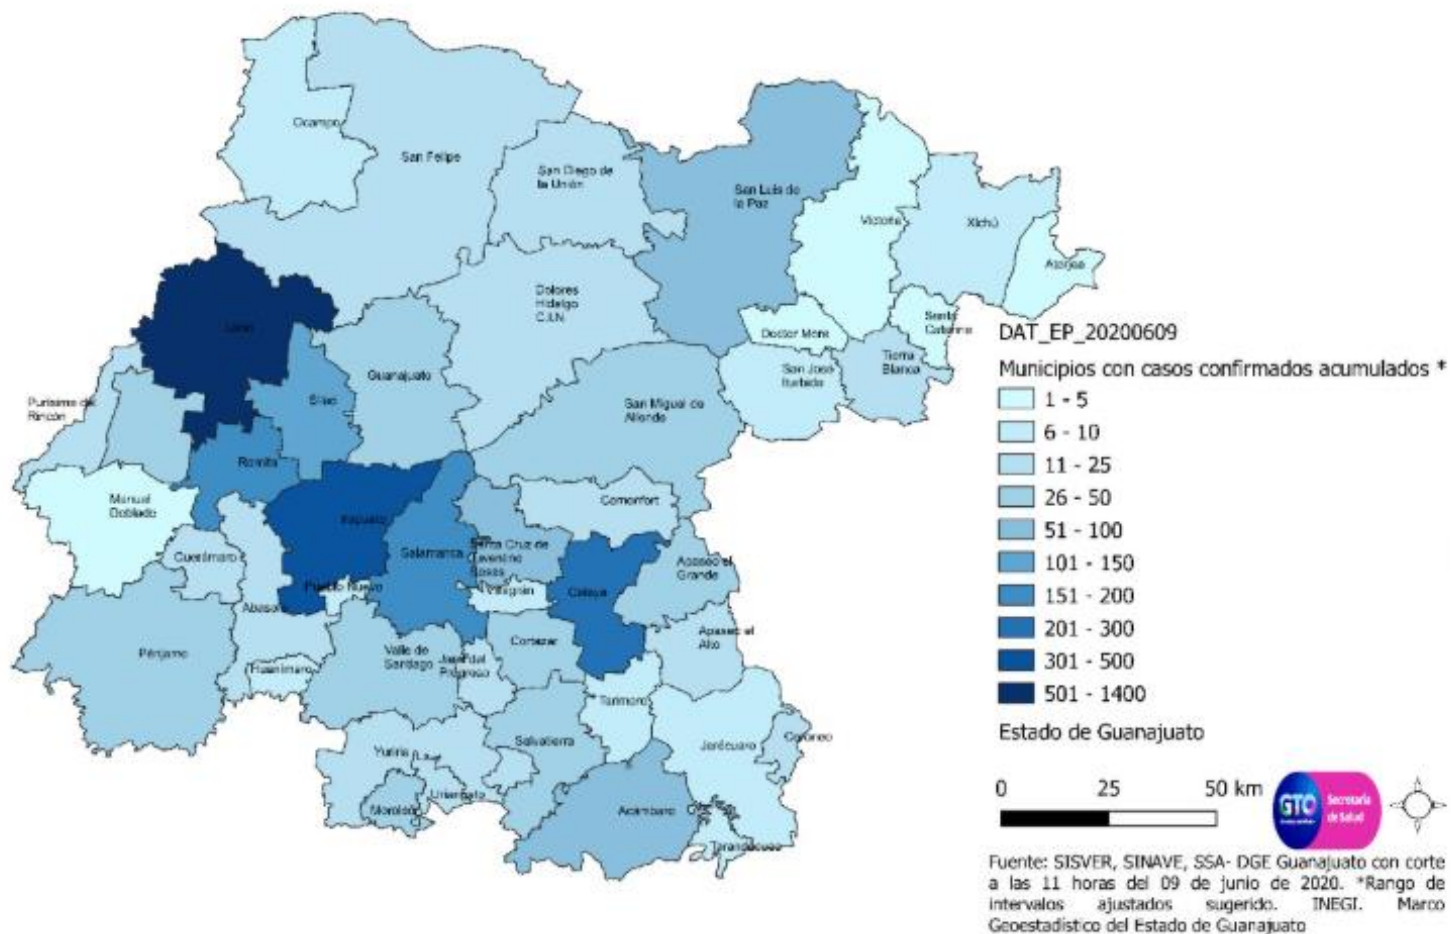 Ocampo
San Felipe
San Diego de
la Unión
San Luis de
la Paz
Victoria
Xichú
Atarjea
León
Dolores
Hidalgo
C.I.N.
Doctor Mora
Santa
Catarina
Guanajuato
San José
Iturbide
Tierra
Blanca
Silao
Purísima del
Rincón
San Miguel de
Allende
Romita
Manuel
Doblado
Irapuato
Comonfort
Cuerámaro
Salamanca
Santa Cruz de
Juventino
Rosas
Apaseo el
Grande
Pueblo Nuevo
Villagrán
Celaya
Abasolo
Pénjamo
Valle de
Santiago
Jaral del
Progreso
Cortazar
Apaseo el
Alto
Huanímaro
Tarimoro
Salvatierra
Jerécuaro
Coroneo
Yuriria
Uriangato
Moroleón
Acámbaro
Tarandacuao
DAT_EP_20200609
Municipios con casos confirmados acumulados *
1 - 5
6 - 10
11 - 25
26 - 50
51 - 100
101 - 150
151 - 200
201 - 300
301 - 500
501 - 1400
Estado de Guanajuato
0 25 50 km
GTO
Secretaría
de Salud
Fuente: SISVER, SINAVE, SSA- DGE Guanajuato con corte
a las 11 horas del 09 de junio de 2020. *Rango de
intervalos ajustados sugerido. INEGI. Marco
Geoestadístico del Estado de Guanajuato